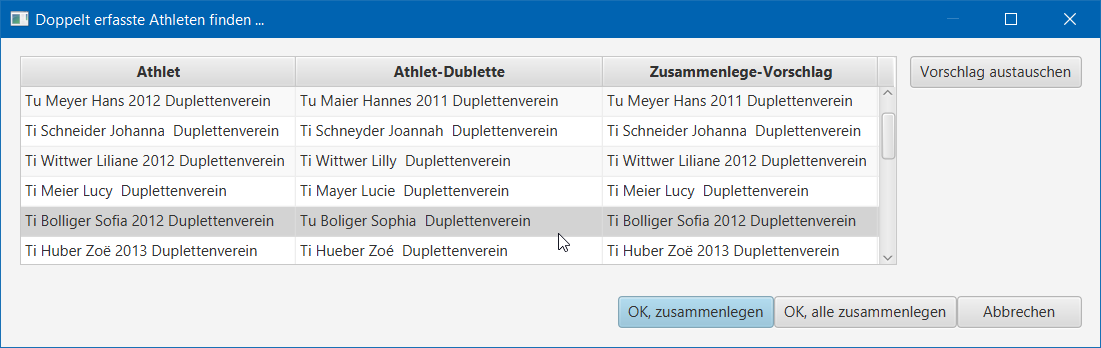 Doppelt erfasste Athleten finden ...
Athlet Athlet-Dublette Zusammenlege-Vorschlag Vorschlag austauschen
Tu Meyer Hans 2012 Duplettenverein Tu Maier Hannes 2011 Duplettenverein Tu Meyer Hans 2011 Duplettenverein
Ti Schneider Johanna  Duplettenverein Ti Schneyder Joannah  Duplettenverein Ti Schneider Johanna  Duplettenverein
Ti Wittwer Liliane 2012 Duplettenverein Ti Wittwer Lilly  Duplettenverein Ti Wittwer Liliane 2012 Duplettenverein
Ti Meier Lucy  Duplettenverein Ti Mayer Lucie  Duplettenverein Ti Meier Lucy  Duplettenverein
Ti Bolliger Sofia 2012 Duplettenverein Tu Boliger Sophia  Duplettenverein Ti Bolliger Sofia 2012 Duplettenverein
Ti Huber Zoë 2013 Duplettenverein Ti Hueber Zoé  Duplettenverein Ti Huber Zoë 2013 Duplettenverein
OK, zusammenlegen OK, alle zusammenlegen Abbrechen